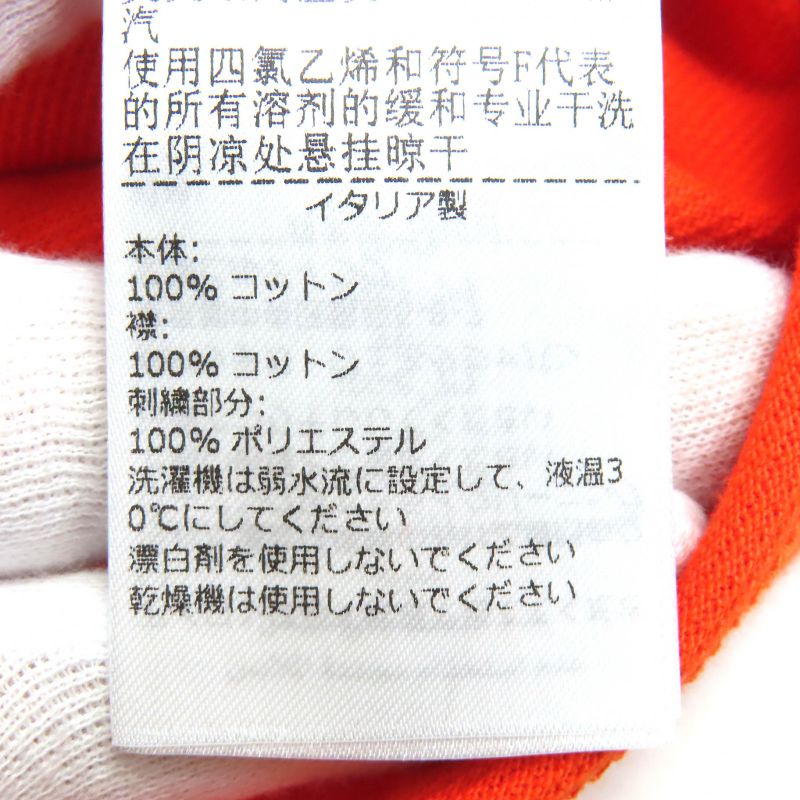 汽
使用四氯乙烯和符号F代表
的所有溶剂的缓和专业干洗
在阴凉处悬挂晾干
イタリア製
本体:
100% コットン
襟:
100% コットン
刺繍部分:
100% ポリエステル
洗濯機は弱水流に設定して、液温3
0℃にしてください
漂白剤を使用しないでください
乾燥機は使用しないでください